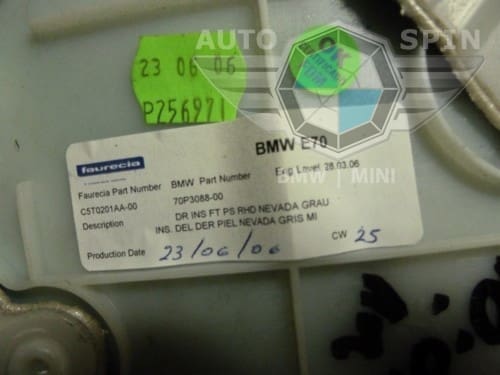 AUTO SPIN
BMW | MINI
23 06 06
P256971
OK
faurecia
BMW E70
Faurecia Part Number
BMW Part Number
Eng Level 28.03.06
C5T0201AA-00
70P3088-00
Description
DR INS FT PS RHD NEVADA GRAU
INS. DEL DER PIEL NEVADA GRIS MI
Production Date
23/06/06
CW 25